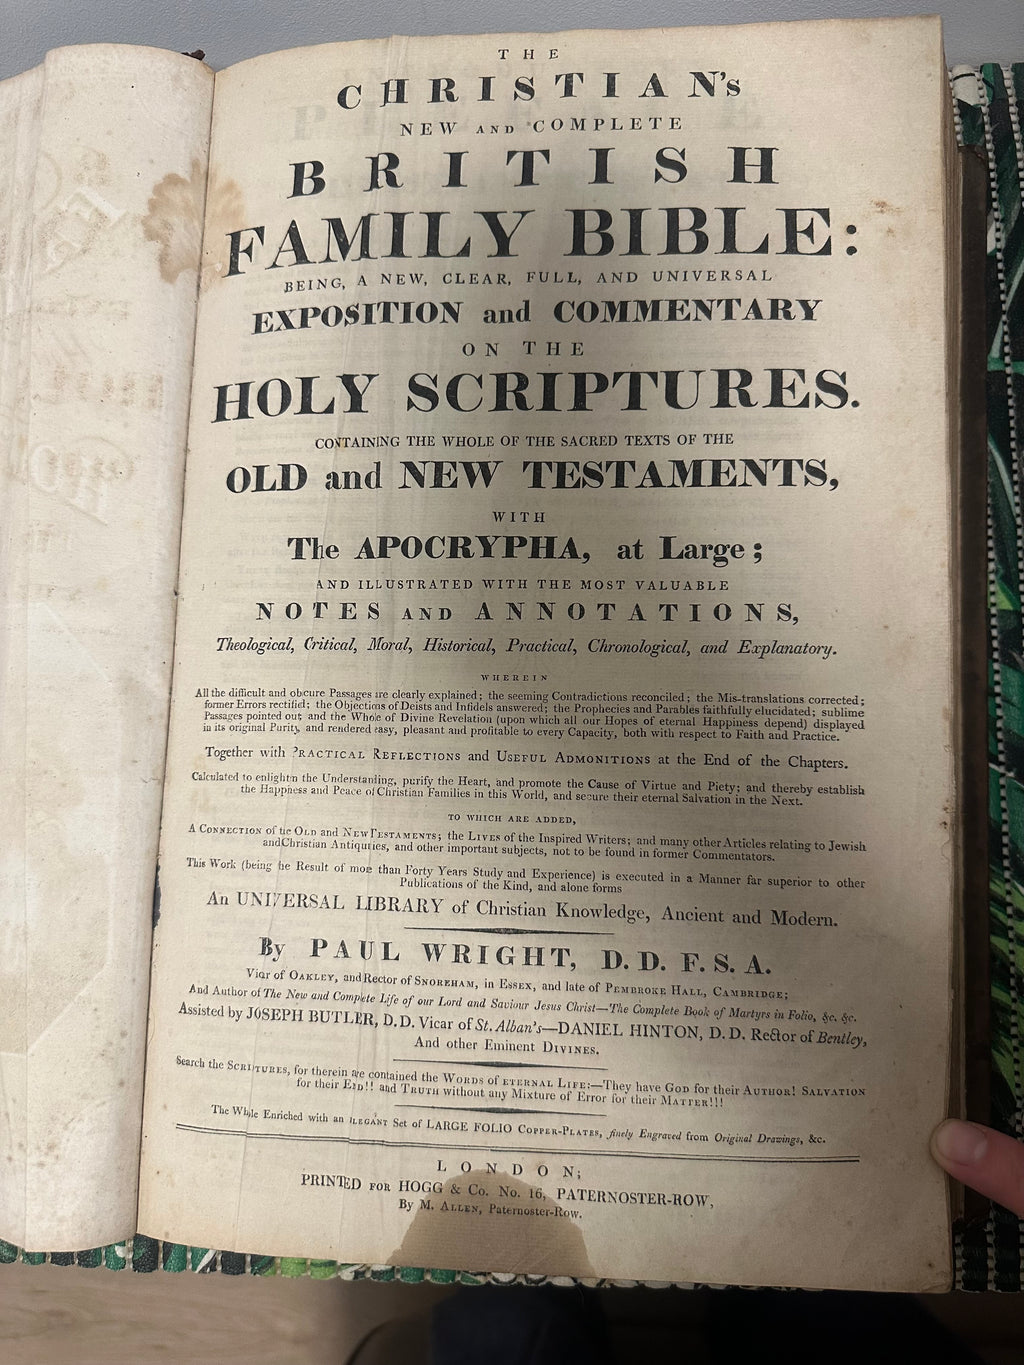 THE
CHRISTIAN's
NEW AND COMPLETE
BRITISH
FAMILY BIBLE:
BEING, A NEW, CLEAR, FULL, AND UNIVERSAL
EXPOSITION and COMMENTARY
ON THE
HOLY SCRIPTURES.
CONTAINING THE WHOLE OF THE SACRED TEXTS OF THE
OLD and NEW TESTAMENTS,
WITH
The APOCRYPHA, at Large;
AND ILLUSTRATED WITH THE MOST VALUABLE
NOTES AND ANNOTATIONS,
Theological, Critical, Moral, Historical, Practical, Chronological, and Explanatory.
WHEREIN
All the difficult and obscure Passages are clearly explained; the seeming Contradictions reconciled; the Mis-translations corrected;
former Errors rectified; the Objections of Deists and Infidels answered; the Prophecies and Parables faithfully elucidated; sublime
Passages pointed out; and the Whole of Divine Revelation (upon which all our Hopes of eternal Happiness depend) displayed
in its original Purity, and rendered easy, pleasant and profitable to every Capacity, both with respect to Faith and Practice.
Together with PRACTICAL REFLECTIONS and USEFUL ADMONITIONS at the End of the Chapters.
Calculated to enlighten the Understanding, purify the Heart, and promote the Cause of Virtue and Piety; and thereby establish
the Happiness and Peace of Christian Families in this World, and secure their eternal Salvation in the Next.
TO WHICH ARE ADDED,
A CONNECTION of the OLD and NEW TESTAMENTS; the LIVES of the Inspired Writers; and many other Articles relating to Jewish
and Christian Antiquities, and other important subjects, not to be found in former Commentators.
This Work (being the Result of more than Forty Years Study and Experience) is executed in a Manner far superior to other
Publications of the Kind, and alone forms
An UNIVERSAL LIBRARY of Christian Knowledge, Ancient and Modern.
By PAUL WRIGHT, D.D. F.S.A.
Vicar of OAKLEY, and Rector of SNOREHAM, in ESSEX, and late of PEMBROKE HALL, CAMBRIDGE;
And Author of The New and Complete Life of our Lord and Saviour Jesus Christ—The Complete Book of Martyrs in Folio, &c. &c.
Assisted by JOSEPH BUTLER, D.D. Vicar of St. Alban's—DANIEL HINTON, D.D. Rector of Bentley,
And other Eminent DIVINES.
Search the SCRIPTURES, for therein are contained the WORDS of ETERNAL LIFE:—They have GOD for their AUTHOR! SALVATION
for their END!! and TRUTH without any Mixture of Error for their MATTER!!!
The Whole Enriched with an ELEGANT Set of LARGE FOLIO COPPER-PLATES, finely Engraved from Original Drawings, &c.
LONDON;
PRINTED FOR HOGG & Co. No. 16, PATERNOSTER-ROW,
By M. ALLEN, Paternoster-Row.